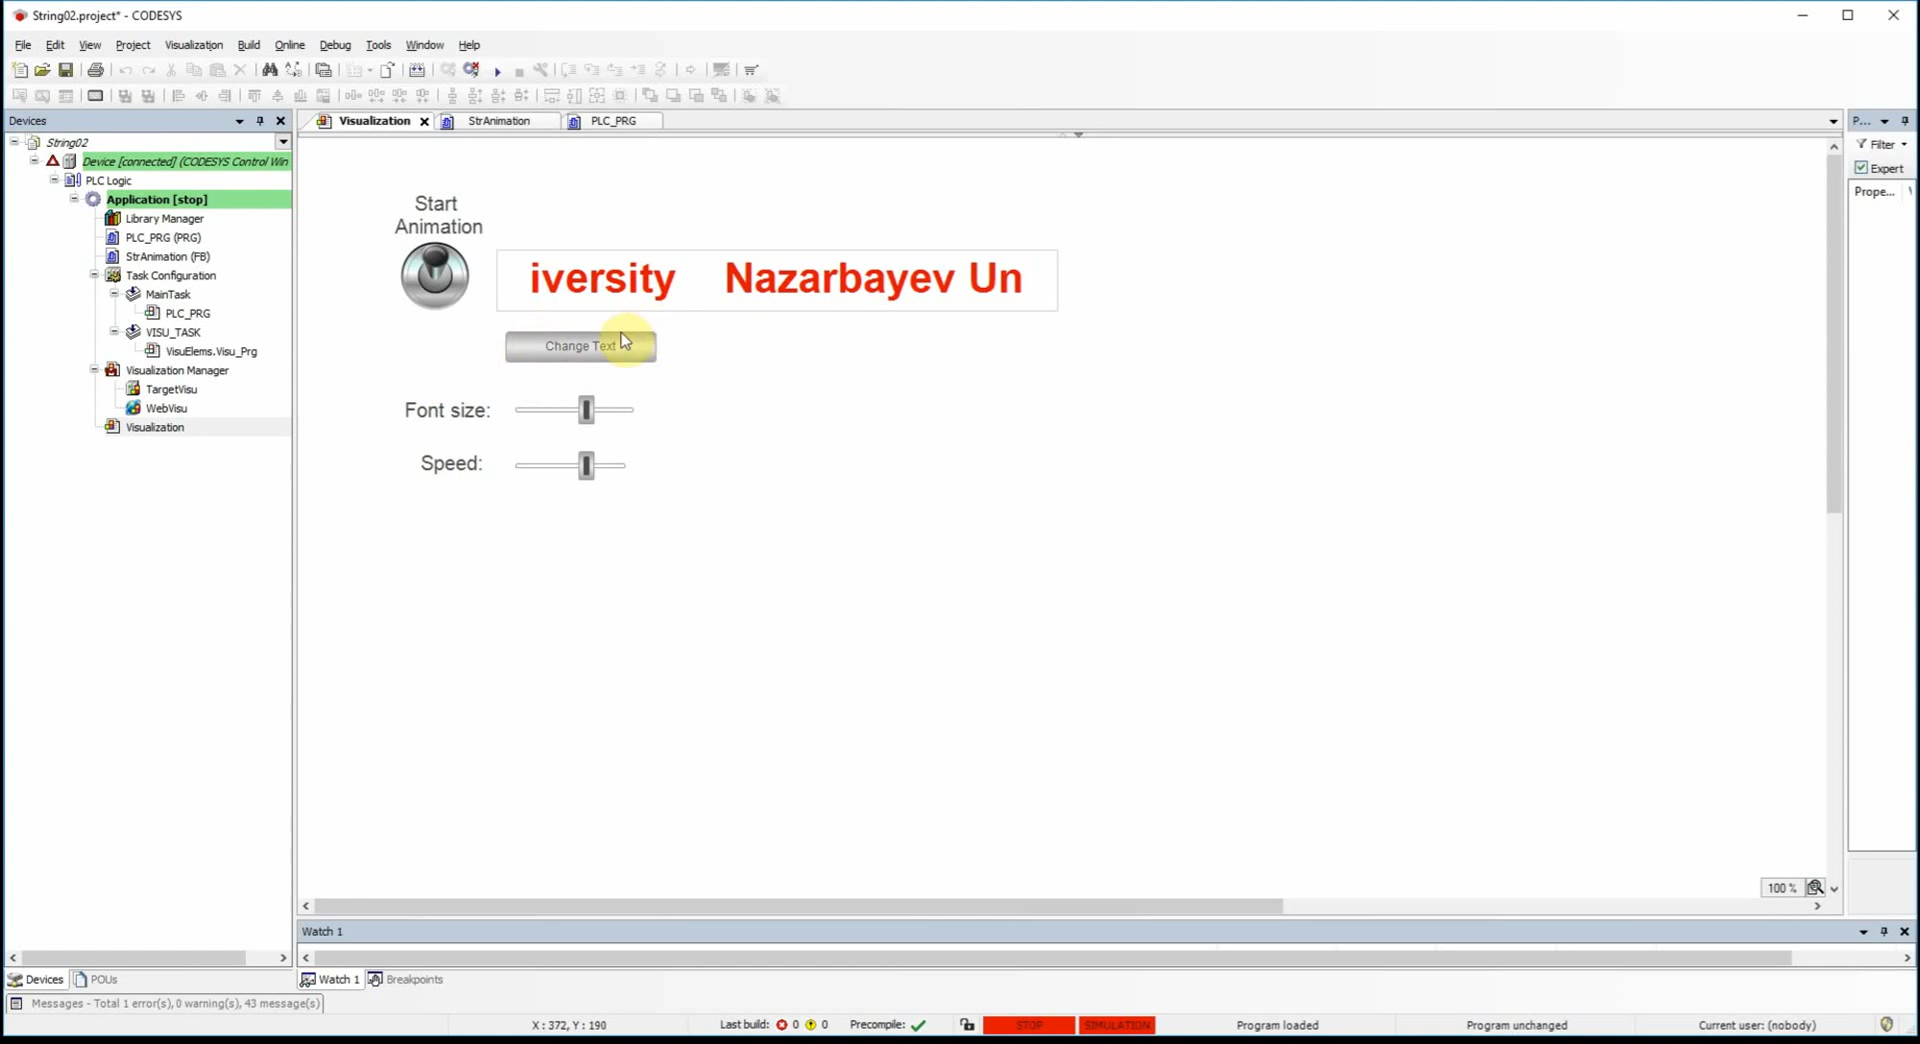 String02.project* - CODESYS
File Edit View Project Visualization Build Online Debug Tools Window Help
Devices
Visualization StrAnimation PLC_PRG
P...
String02
Device [connected] (CODESYS Control Win
PLC Logic
Application [stop]
Library Manager
PLC_PRG (PRG)
StrAnimation (FB)
Task Configuration
MainTask
PLC_PRG
VISU_TASK
VisuElems.Visu_Prg
Visualization Manager
TargetVisu
WebVisu
Visualization
Start
Animation
iversity Nazarbayev Un
Change Text
Font size:
Speed:
Filter
Expert
Prope...
100 %
Watch 1
Devices POUs
Watch 1 Breakpoints
Messages - Total 1 error(s), 0 warning(s), 43 message(s)
X : 372, Y : 190 Last build: 0 0 Precompile: STOP SIMULATION Program loaded Program unchanged Current user: (nobody)